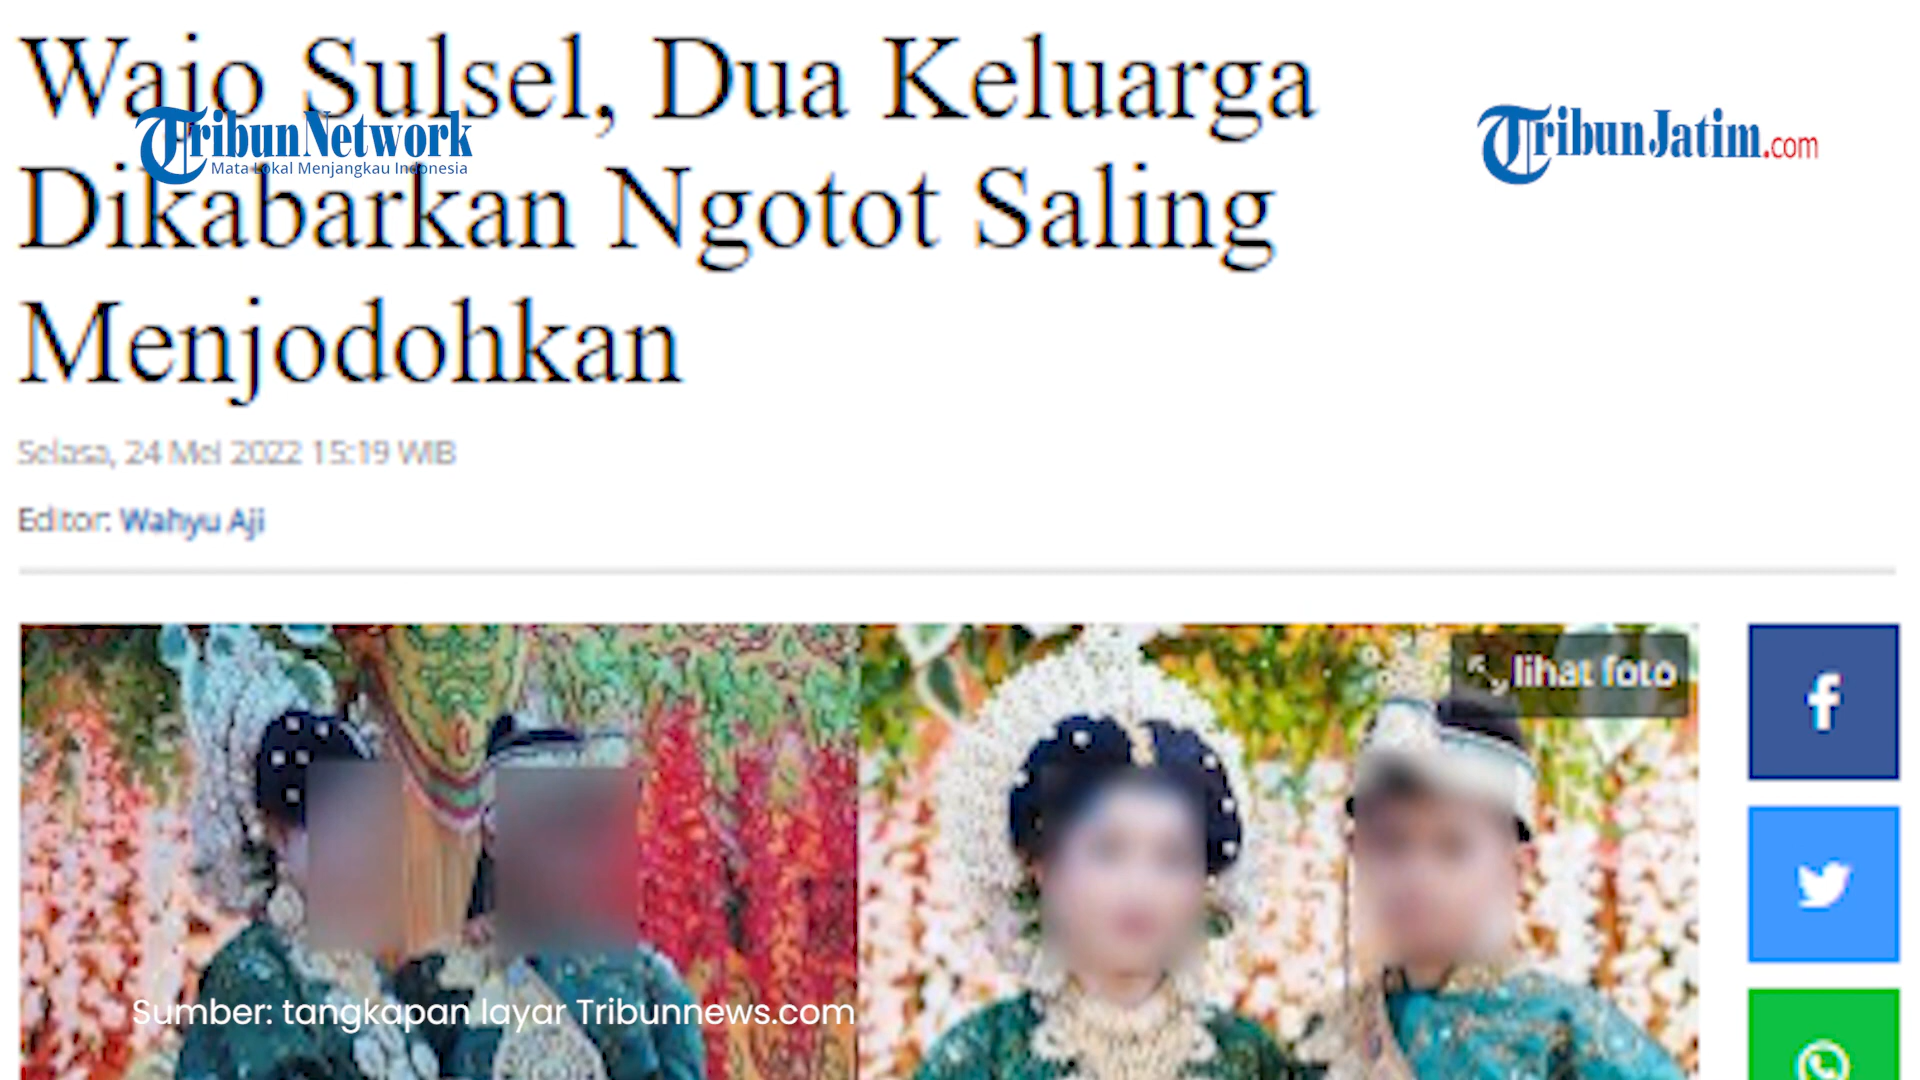 Wajo Sulsel, Dua Keluarga
TribunNetwork
Mata Lokal Menjangkau Indonesia
TribunJatim.com
Dikabarkan Ngotot Saling
Menjodohkan
Selasa, 24 Mei 2022 15:19 WIB
Editor: Wahyu Aji
lihat foto
Sumber: tangkapan layar Tribunnews.com